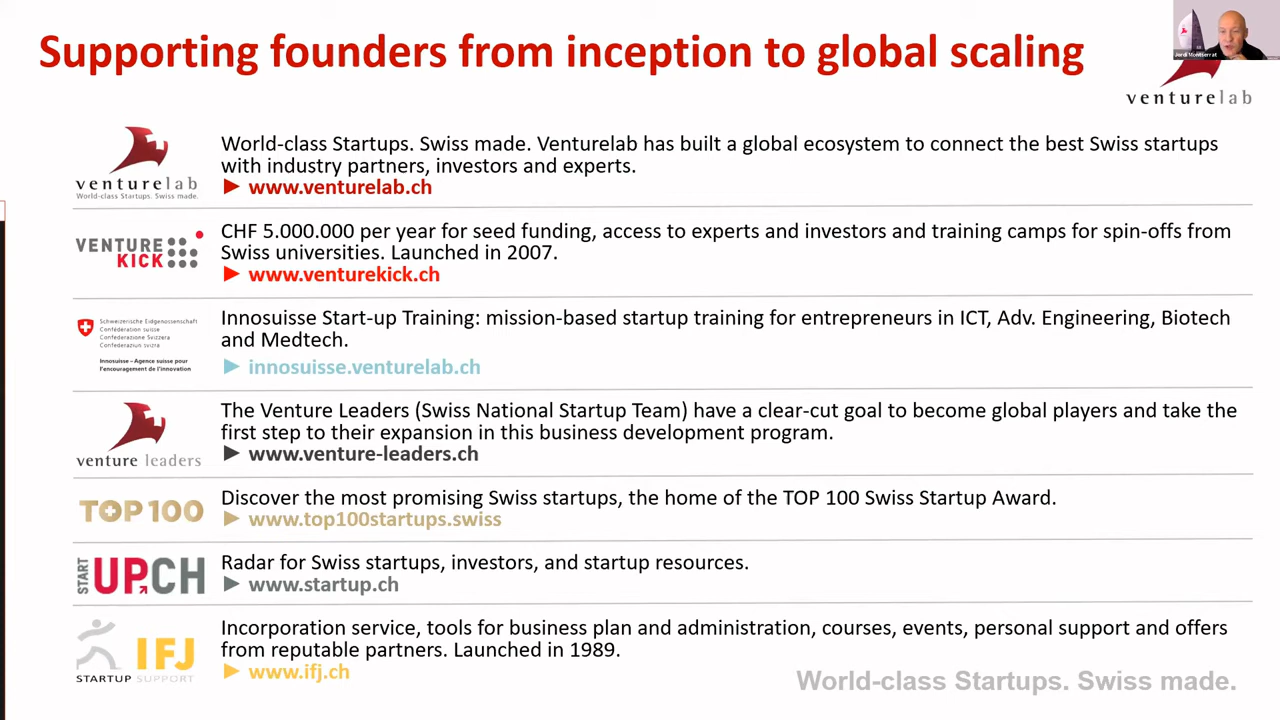 Supporting founders from inception to global scaling
Jordi Montserrat
venturelab
venturelab
World-class Startups. Swiss made.
World-class Startups. Swiss made. Venturelab has built a global ecosystem to connect the best Swiss startups
with industry partners, investors and experts.
► www.venturelab.ch
VENTURE
KICK
CHF 5.000.000 per year for seed funding, access to experts and investors and training camps for spin-offs from
Swiss universities. Launched in 2007.
► www.venturekick.ch
Schweizerische Eidgenossenschaft
Confédération suisse
Confederazione Svizzera
Confederaziun svizra
Innosuisse – Agence suisse pour
l'encouragement de l'innovation
Innosuisse Start-up Training: mission-based startup training for entrepreneurs in ICT, Adv. Engineering, Biotech
and Medtech.
► innosuisse.venturelab.ch
venture leaders
The Venture Leaders (Swiss National Startup Team) have a clear-cut goal to become global players and take the
first step to their expansion in this business development program.
► www.venture-leaders.ch
TOP 100
Discover the most promising Swiss startups, the home of the TOP 100 Swiss Startup Award.
► www.top100startups.swiss
START
UP.CH
Radar for Swiss startups, investors, and startup resources.
► www.startup.ch
IFJ
STARTUP SUPPORT
Incorporation service, tools for business plan and administration, courses, events, personal support and offers
from reputable partners. Launched in 1989.
► www.ifj.ch
World-class Startups. Swiss made.